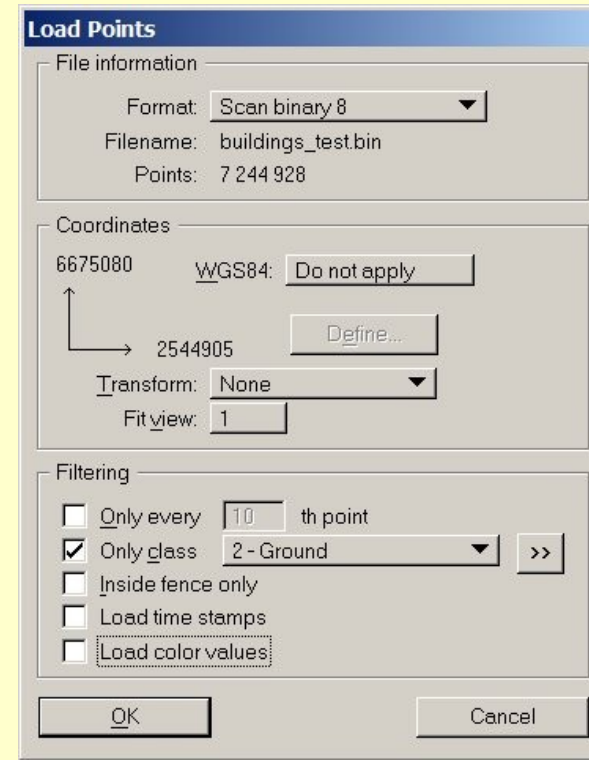 Load Points
File information
Format: Scan binary 8
Filename: buildings_test.bin
Points: 7 244 928
Coordinates
6675080 WGS84: Do not apply
Define...
2544905
Transform: None
Fit view: 1
Filtering
Only every 10 th point
Only class 2 - Ground >>
Inside fence only
Load time stamps
Load color values
OK Cancel